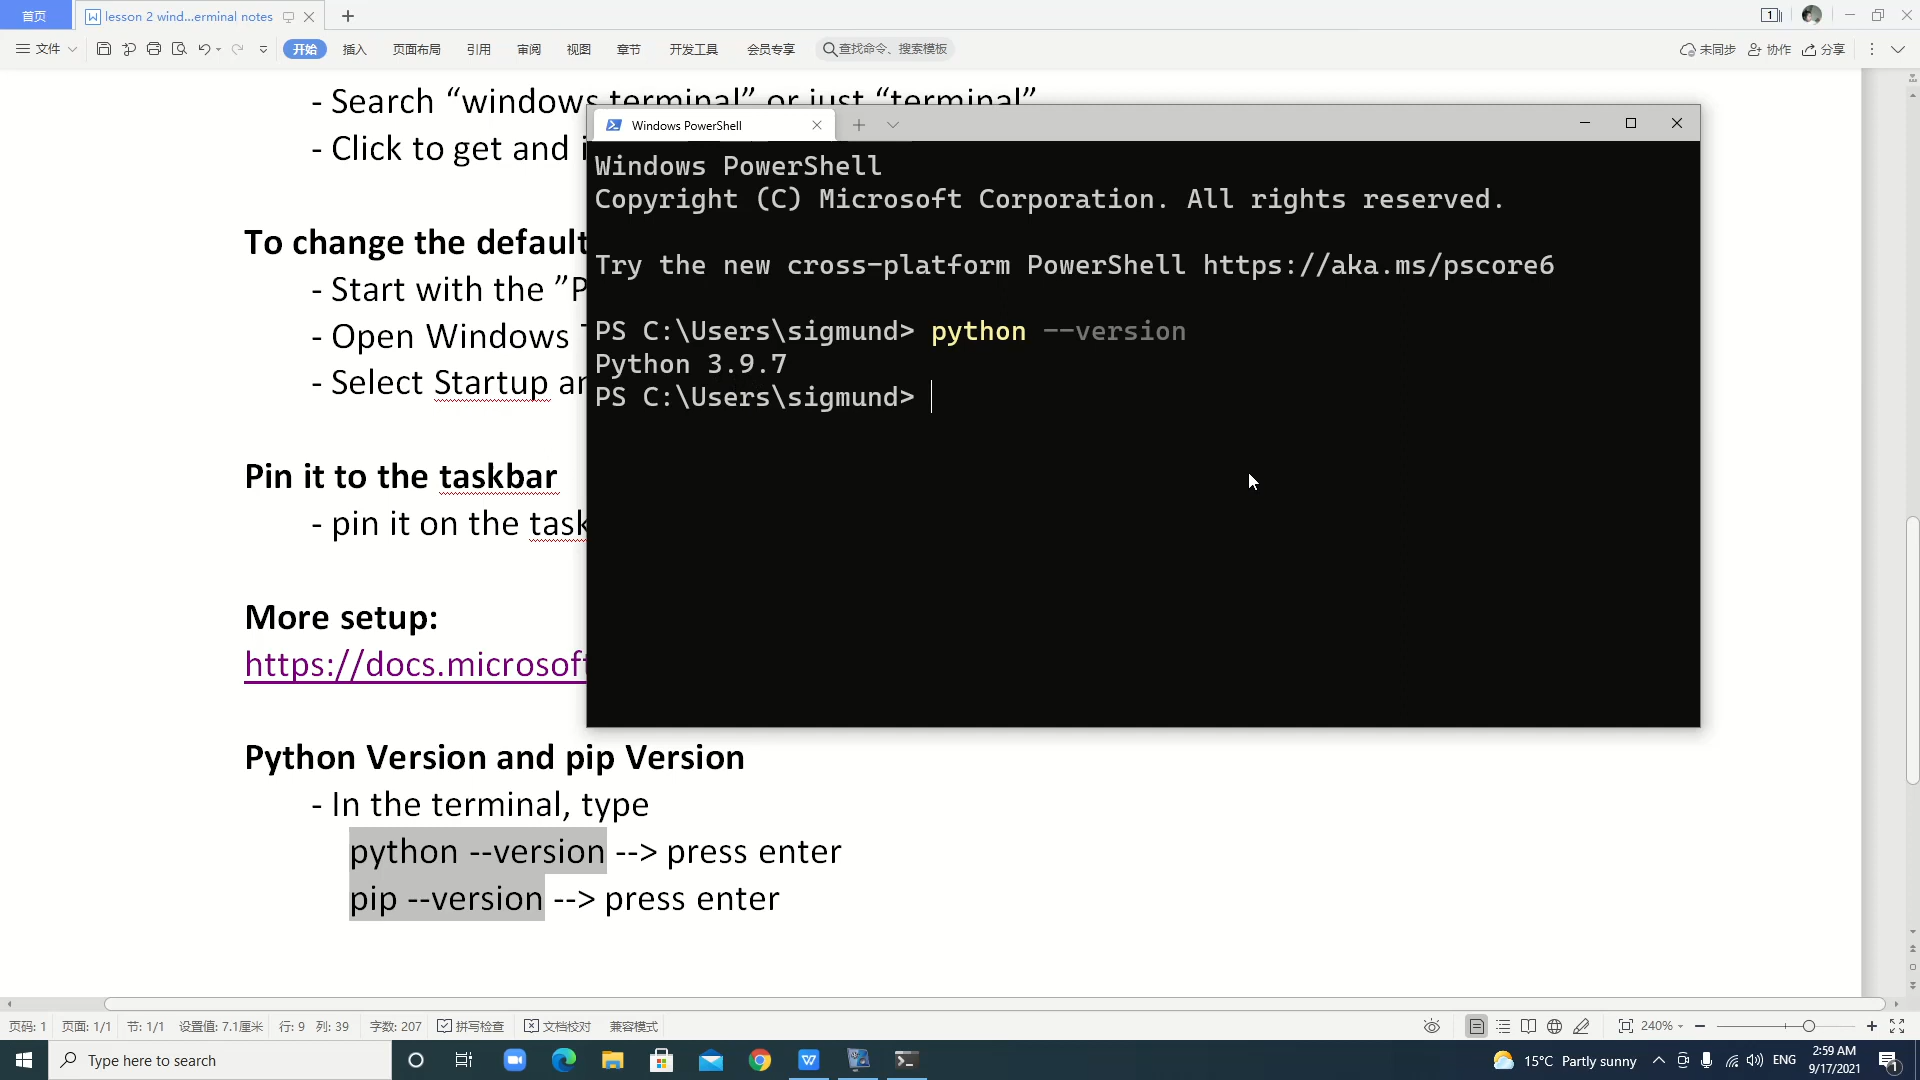 首页
lesson 2 wind...erminal notes
1
文件
开始
插入
页面布局
引用
审阅
视图
章节
开发工具
会员专享
查找命令、搜索模板
未同步
协作
分享
- Search “windows terminal” or just “terminal”
- Click to get and i
To change the default
- Start with the ”P
- Open Windows T
- Select Startup an
Pin it to the taskbar
- pin it on the task
More setup:
https://docs.microsoft
Python Version and pip Version
- In the terminal, type
python --version --> press enter
pip --version --> press enter
Windows PowerShell
Windows PowerShell
Copyright (C) Microsoft Corporation. All rights reserved.
Try the new cross-platform PowerShell https://aka.ms/pscore6
PS C:\Users\sigmund> python --version
Python 3.9.7
PS C:\Users\sigmund>
页码: 1
页面: 1/1
节: 1/1
设置值: 7.1厘米
行: 9
列: 39
字数: 207
拼写检查
文档校对
兼容模式
240%
Type here to search
15°C Partly sunny
ENG
2:59 AM
9/17/2021
1